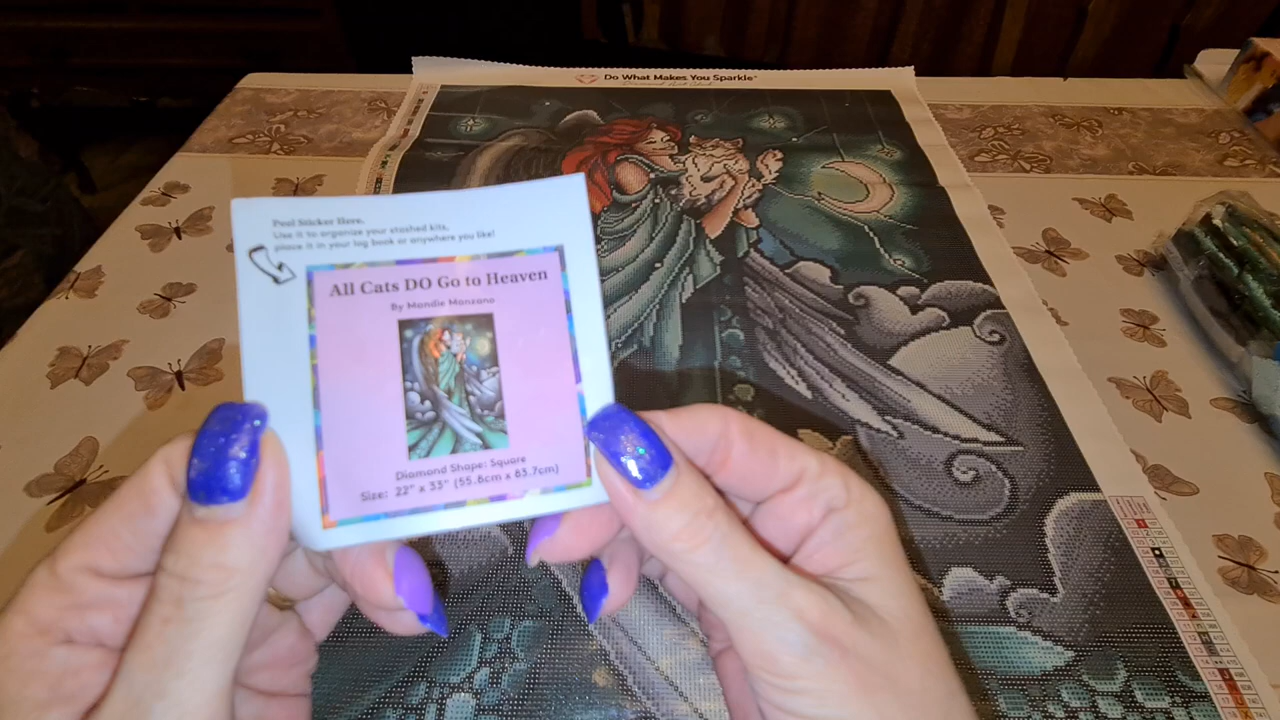 Do What Makes You Sparkle
Peel Sticker Here.
Use it to organize your stashed kits,
place it in your log book or anywhere you like!
All Cats DO Go to Heaven
By Mandie Manzano
Diamond Shape: Square
Size: 22" x 33" (55.8cm x 83.7cm)